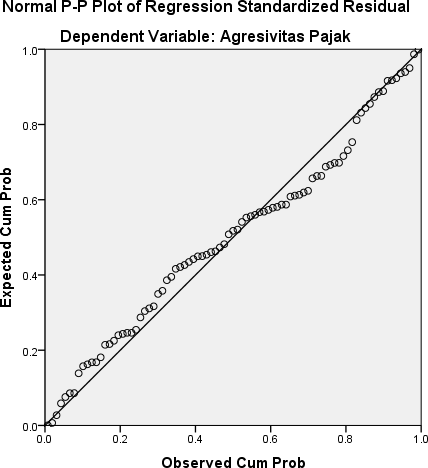 Normal P-P Plot of Regression Standardized Residual
Dependent Variable: Agresivitas Pajak
Expected Cum Prob
1.0
0.8
0.6
0.4
0.2
0.0
0.0 0.2 0.4 0.6 0.8 1.0
Observed Cum Prob